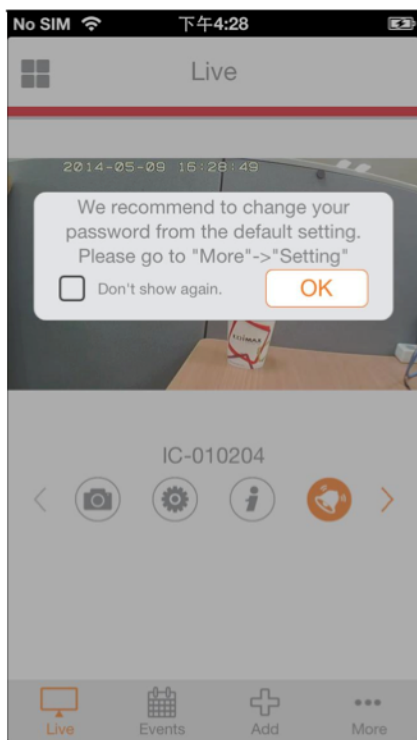 No SIM 下午4:28
Live
2014-05-09 16:28:49
We recommend to change your
password from the default setting.
Please go to "More"->"Setting"
Don't show again. OK
EDIMAX
IC-010204
Live Events Add More